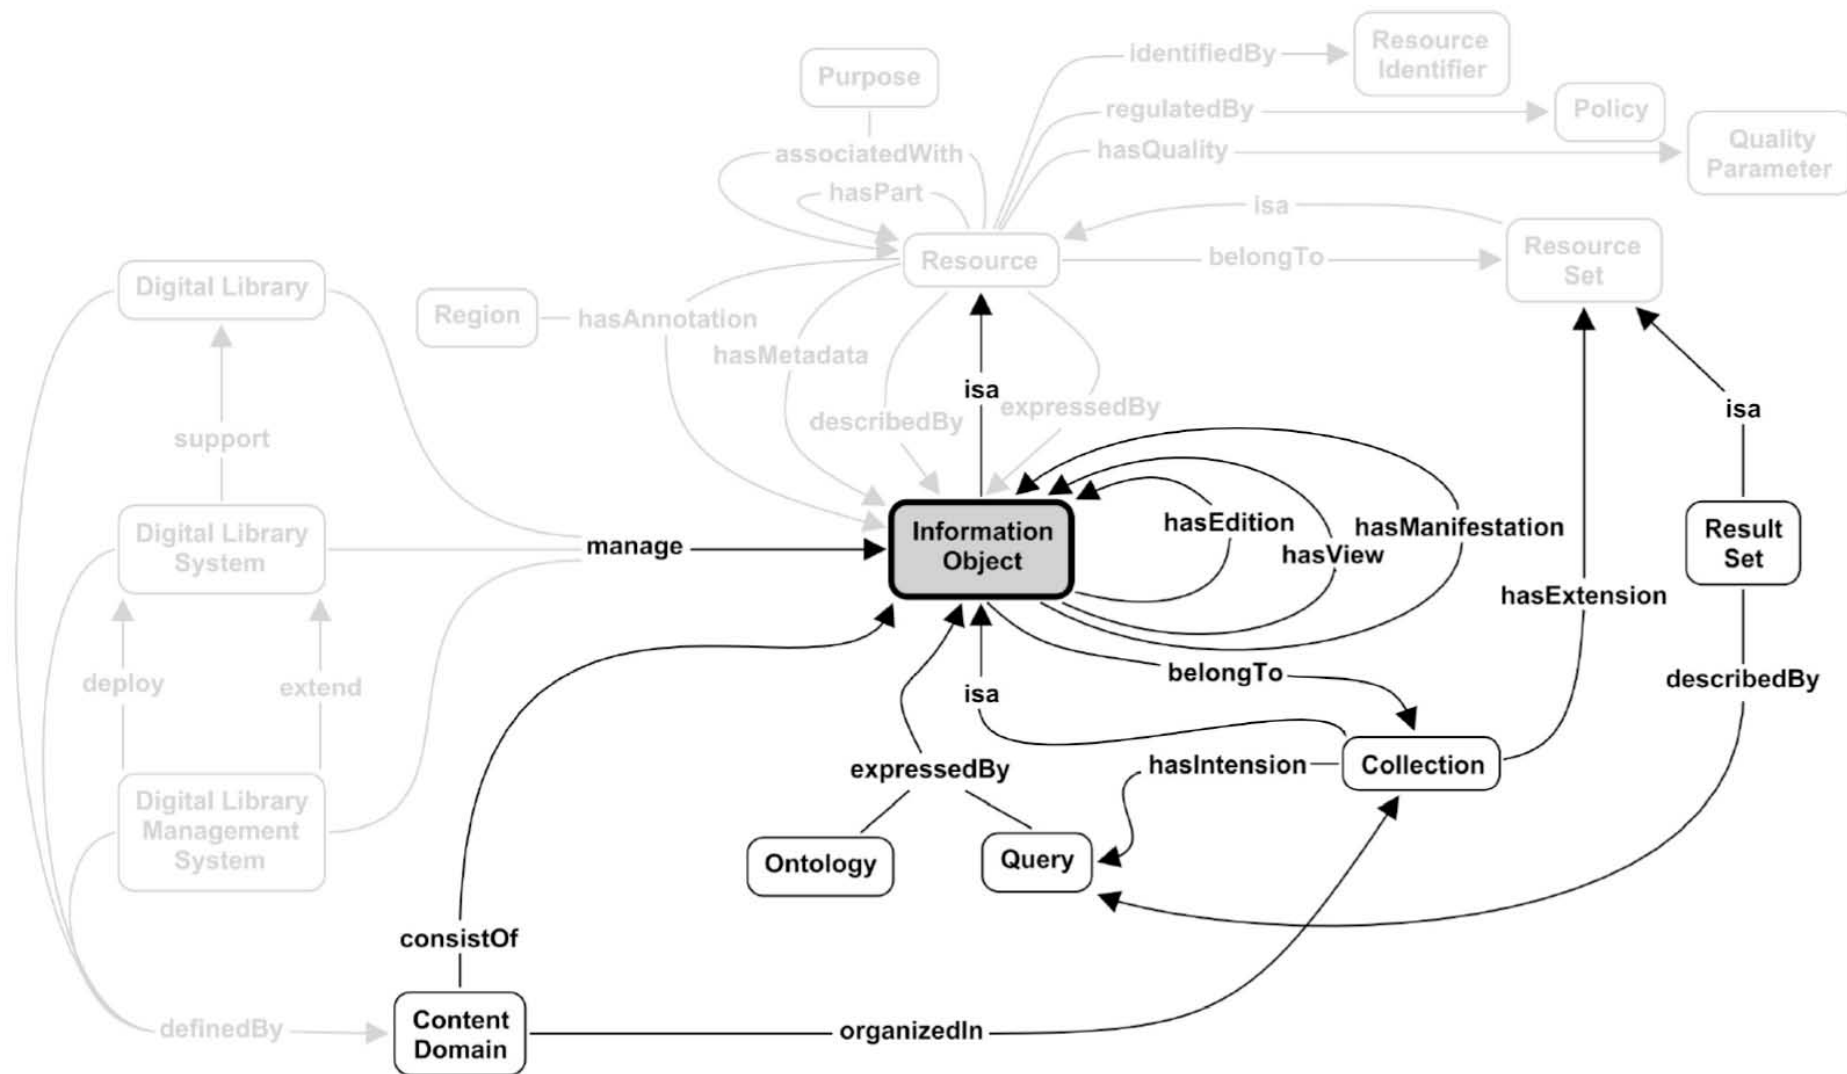 identifiedBy
Resource
Identifier
Purpose
regulatedBy
Policy
hasQuality
Quality
Parameter
associatedWith
hasPart
isa
Resource
belongTo
Resource
Set
Digital Library
Region
hasAnnotation
hasMetadata
isa
describedBy
expressedBy
isa
support
Digital Library
System
manage
Information
Object
hasEdition
hasView
hasManifestation
Result
Set
hasExtension
deploy
extend
isa
belongTo
describedBy
expressedBy
hasIntension
Collection
Digital Library
Management
System
Ontology
Query
consistOf
definedBy
Content
Domain
organizedIn